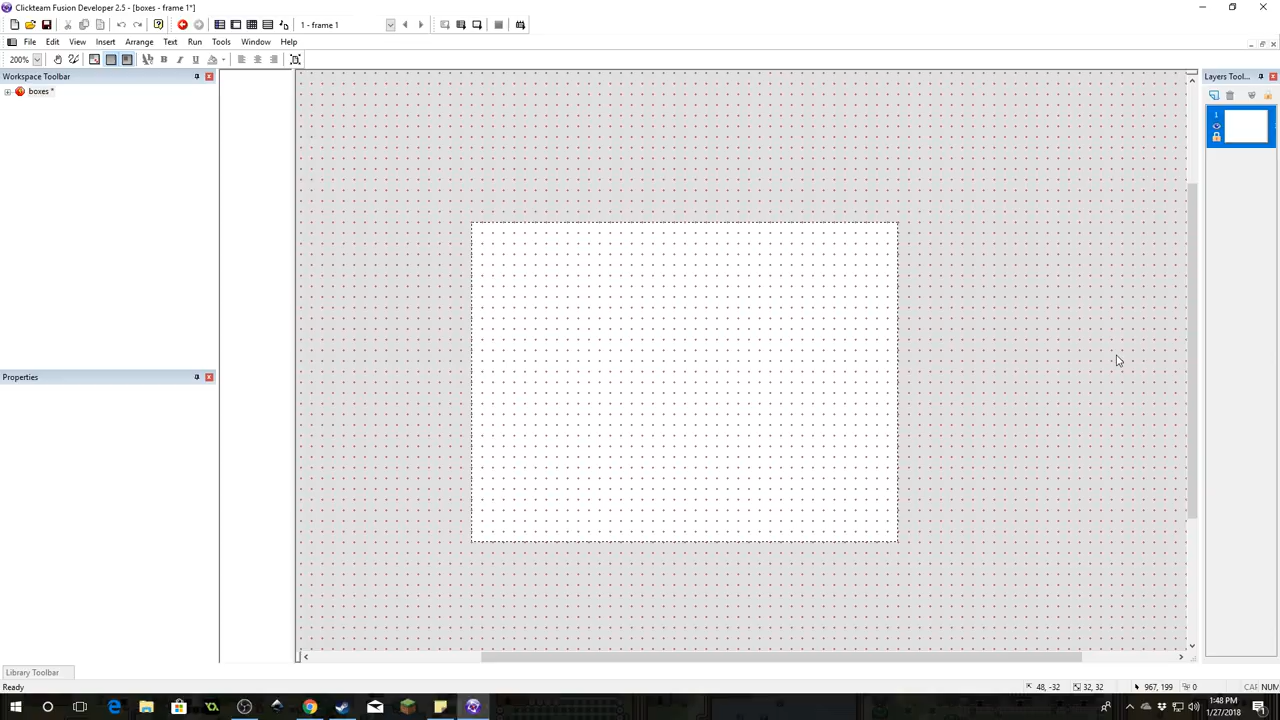 Clickteam Fusion Developer 2.5 - [boxes - frame 1*]
1 - frame 1
File Edit View Insert Arrange Text Run Tools Window Help
200%
B I U
Workspace Toolbar
boxes *
Layers Tool...
1
Properties
Library Toolbar
Ready
48, -32
32, 32
967, 199
0
CAF NUM
1:48 PM
1/27/2018